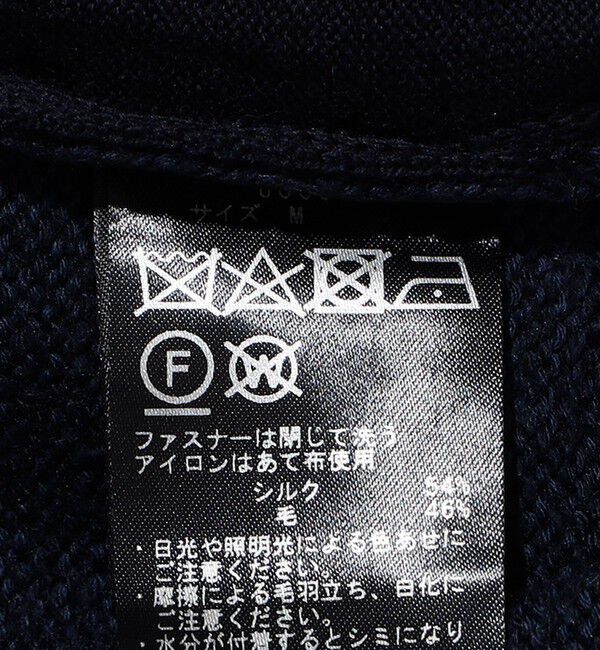 サイズ M
F W
ファスナーは閉じて洗う
アイロンはあて布使用
シルク 54%
毛 46%
・日光や照明光による色あせに
ご注意ください。
・摩擦による毛羽立ち、白化に
ご注意ください。
・水分が付着するとシミになり